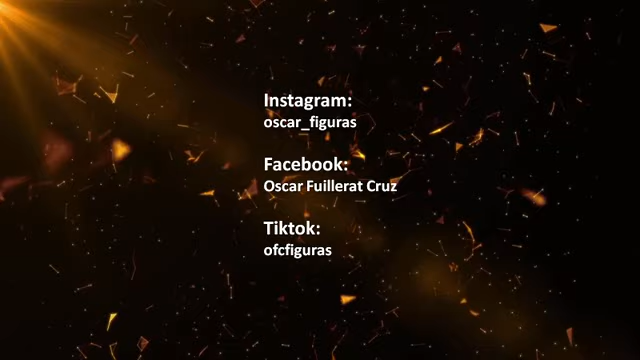 Instagram:
oscar_figuras
Facebook:
Oscar Fuillerat Cruz
Tiktok:
ofcfiguras